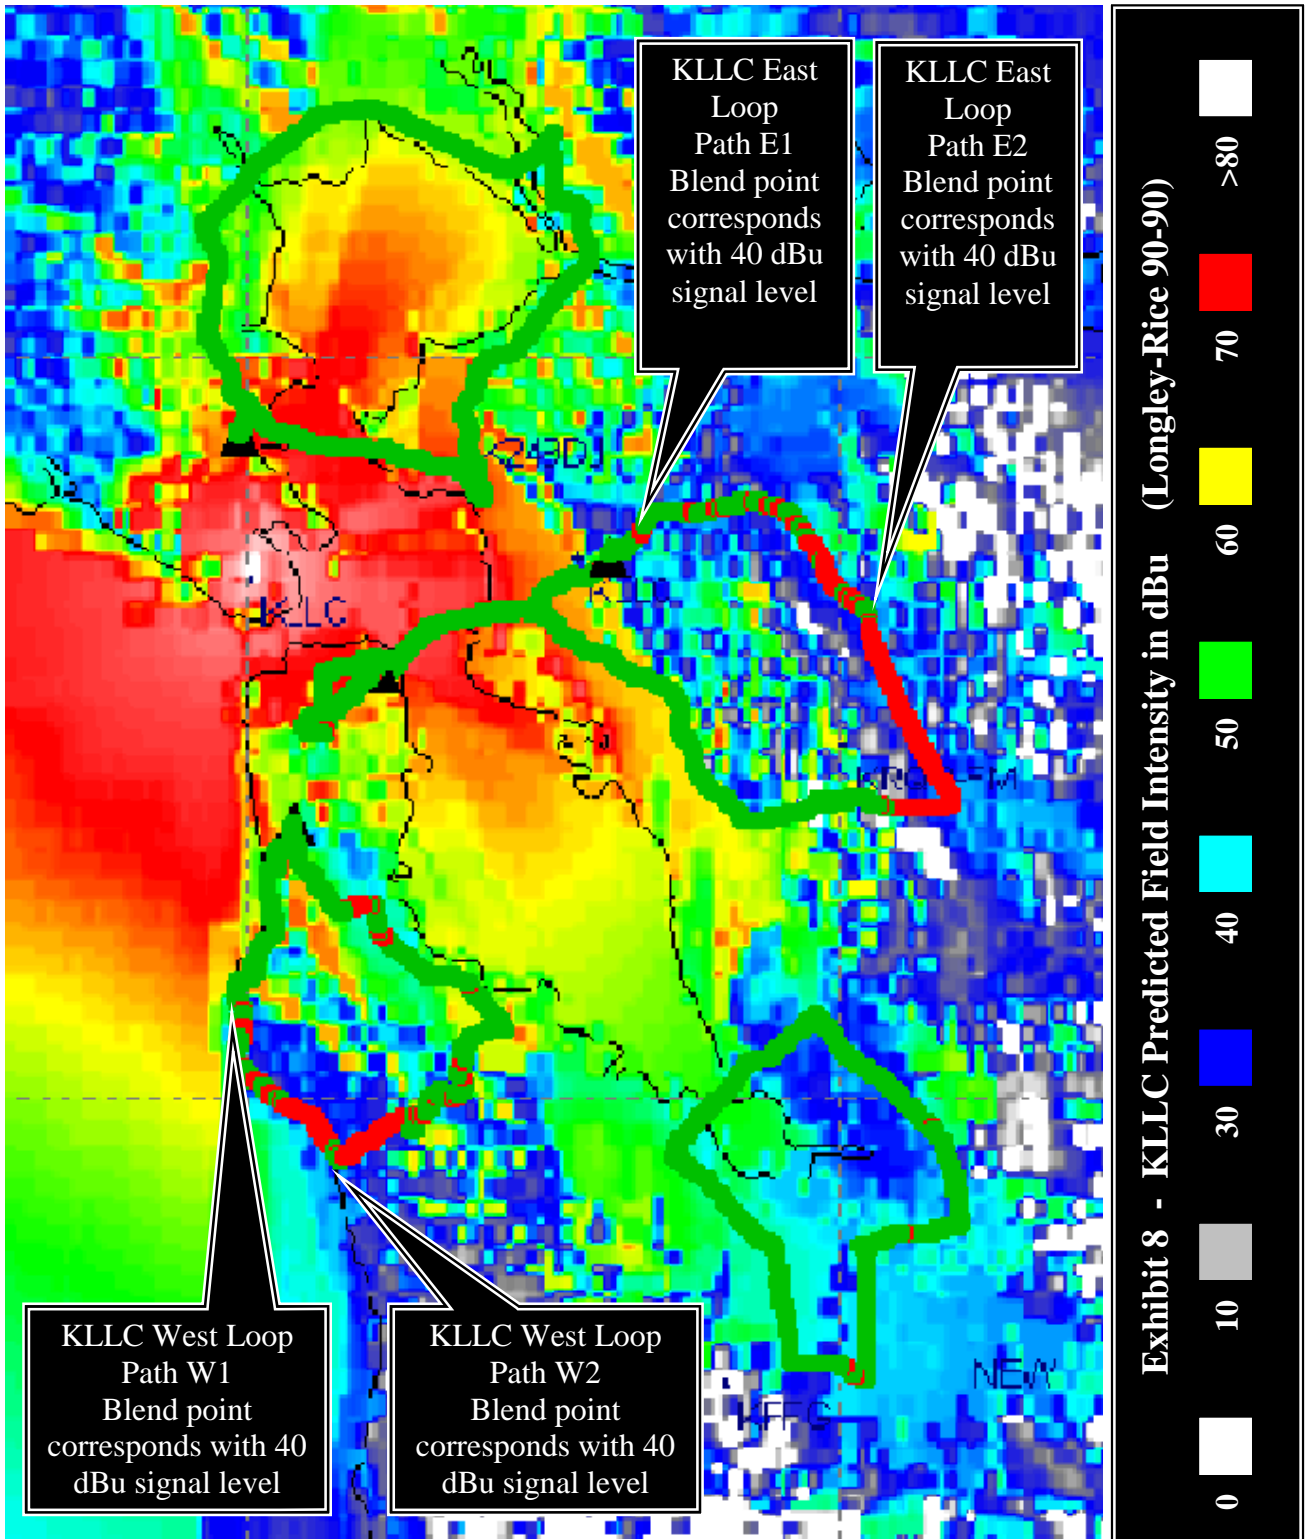 KLLC East
Loop
Path E1
Blend point
corresponds
with 40 dBu
signal level
KLLC East
Loop
Path E2
Blend point
corresponds
with 40 dBu
signal level
KLLC
NEW
KLLC West Loop
Path W1
Blend point
corresponds with 40
dBu signal level
KLLC West Loop
Path W2
Blend point
corresponds with 40
dBu signal level
Exhibit 8 - KLLC Predicted Field Intensity in dBu (Longley-Rice 90-90)
0
10
30
40
50
60
70
>80